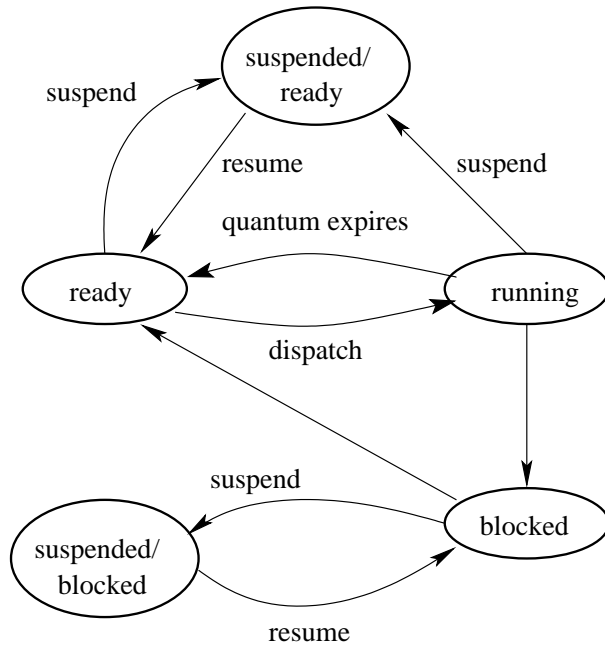 suspended/
ready
suspend
suspend
resume
quantum expires
ready
running
dispatch
suspend
blocked
suspended/
blocked
resume